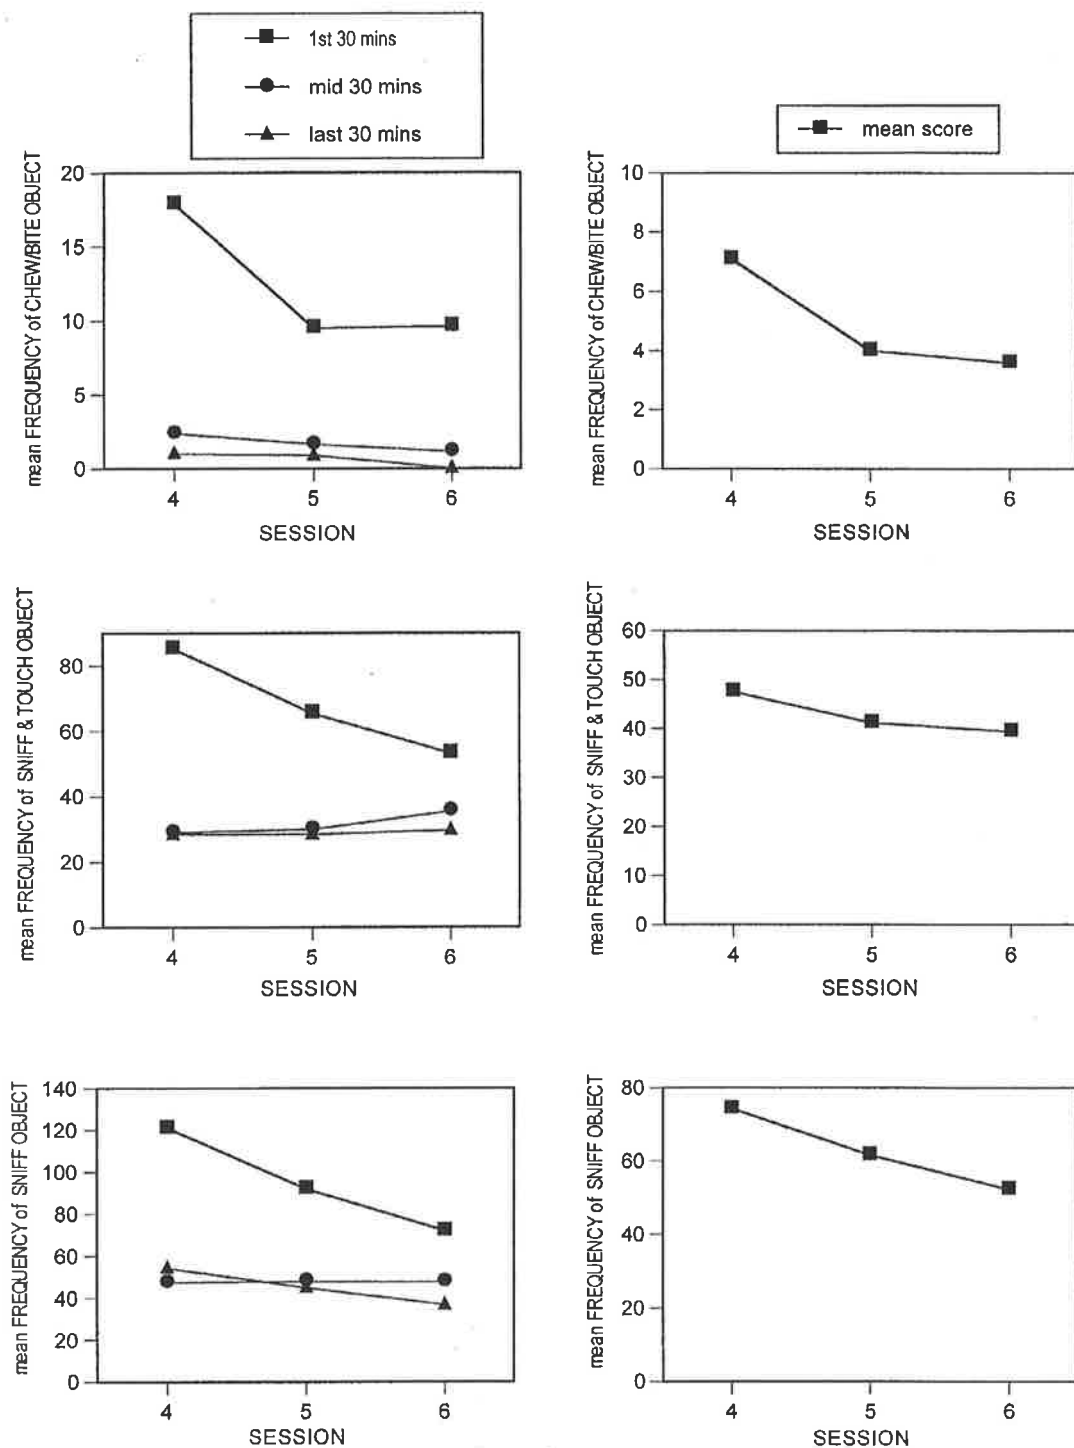 1st 30 mins
mid 30 mins
last 30 mins
mean FREQUENCY of CHEW/BITE OBJECT
20
15
10
5
0
4 5 6
SESSION
mean score
mean FREQUENCY of CHEW/BITE OBJECT
10
8
6
4
2
0
4 5 6
SESSION
mean FREQUENCY of SNIFF & TOUCH OBJECT
80
60
40
20
0
4 5 6
SESSION
mean FREQUENCY of SNIFF & TOUCH OBJECT
60
50
40
30
20
10
0
4 5 6
SESSION
mean FREQUENCY of SNIFF OBJECT
140
120
100
80
60
40
20
0
4 5 6
SESSION
mean FREQUENCY of SNIFF OBJECT
80
60
40
20
0
4 5 6
SESSION